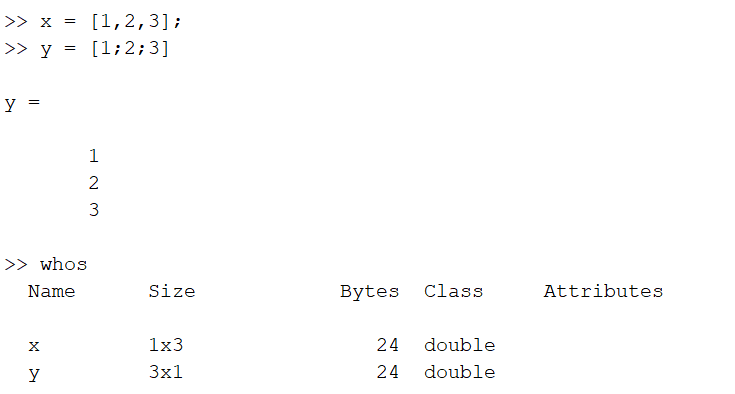 >> x = [1,2,3];
>> y = [1;2;3]
y =
1
2
3
>> whos
Name Size Bytes Class Attributes
x 1x3 24 double
y 3x1 24 double